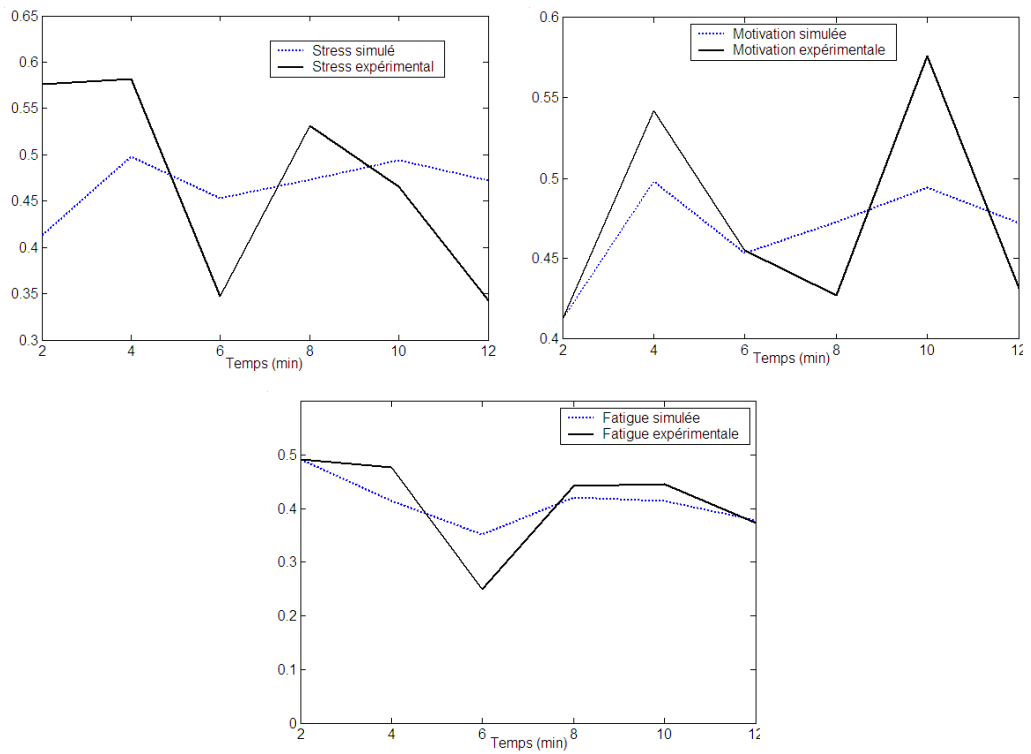 0.65
0.6
0.55
0.5
0.45
0.4
0.35
0.3
2 4 6 8 10 12
Temps (min)
Stress simulé
Stress expérimental
0.6
0.55
0.5
0.45
0.4
2 4 6 8 10 12
Temps (min)
Motivation simulée
Motivation expérimentale
0.5
0.4
0.3
0.2
0.1
0
2 4 6 8 10 12
Temps (min)
Fatigue simulée
Fatigue expérimentale